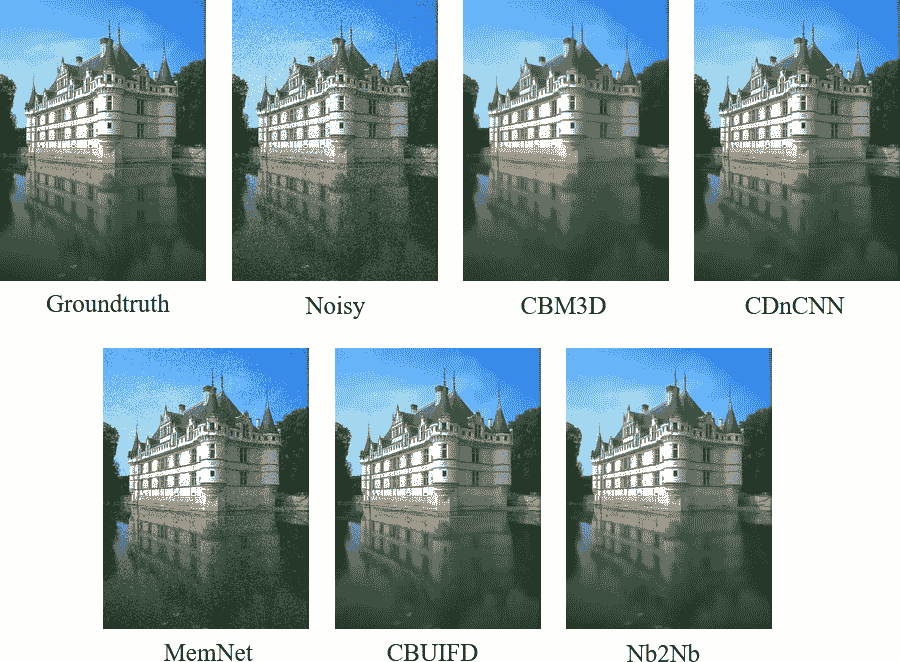 Groundtruth
Noisy
CBM3D
CDnCNN
MemNet
CBUIFD
Nb2Nb